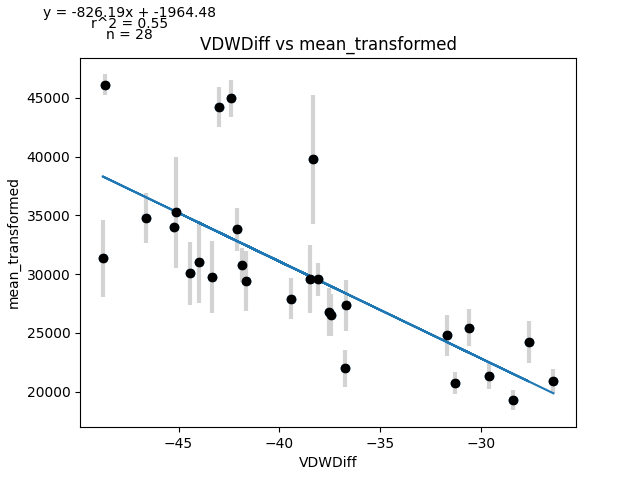 y = -826.19x + -1964.48
r^2 = 0.55
n = 28
VDWDiff vs mean_transformed
mean_transformed
45000
40000
35000
30000
25000
20000
−45
−40
−35
−30
VDWDiff